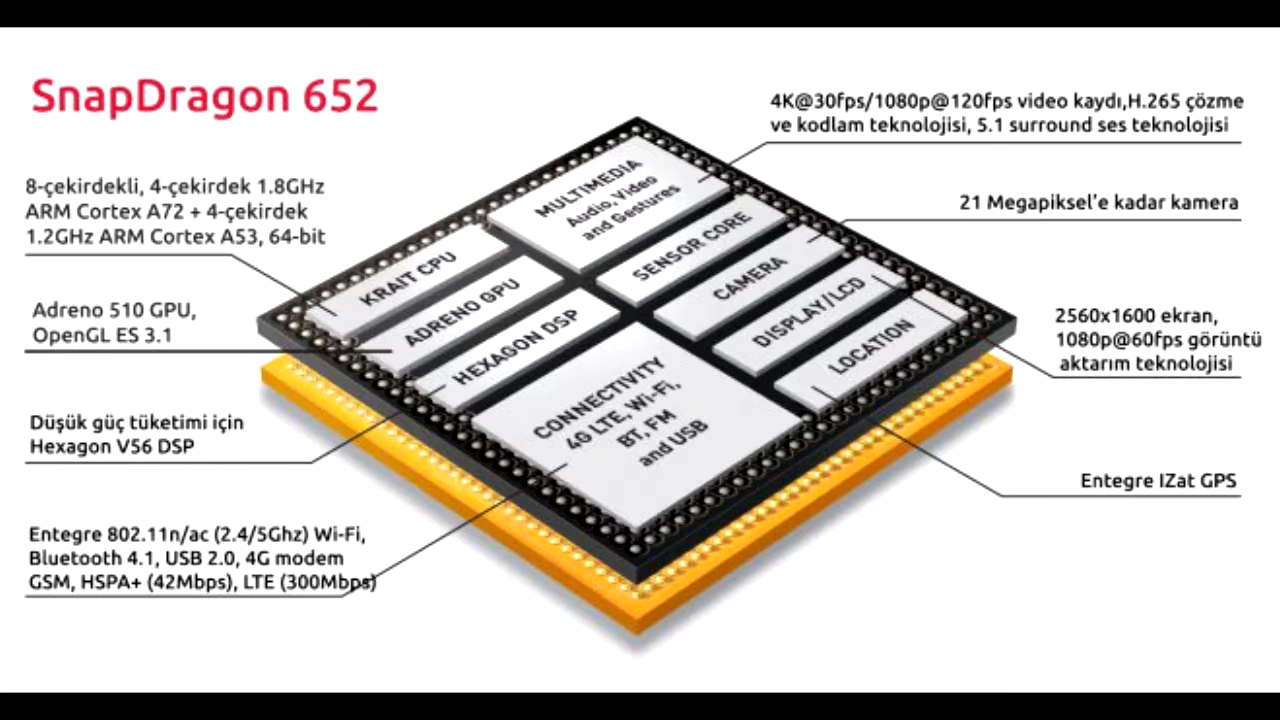 SnapDragon 652
8-çekirdekli, 4-çekirdek 1.8GHz
ARM Cortex A72 + 4-çekirdek
1.2GHz ARM Cortex A53, 64-bit
Adreno 510 GPU,
OpenGL ES 3.1
Düşük güç tüketimi için
Hexagon V56 DSP
Entegre 802.11n/ac (2.4/5Ghz) Wi-Fi,
Bluetooth 4.1, USB 2.0, 4G modem
GSM, HSPA+ (42Mbps), LTE (300Mbps)
MULTIMEDIA
Audio, Video
and Gestures
KRAIT CPU
SENSOR CORE
ADRENO GPU
CAMERA
HEXAGON DSP
DISPLAY/LCD
LOCATION
CONNECTIVITY
4G LTE, Wi-Fi,
BT, FM
and USB
4K@30fps/1080p@120fps video kaydı,H.265 çözme
ve kodlam teknolojisi, 5.1 surround ses teknolojisi
21 Megapiksel'e kadar kamera
2560x1600 ekran,
1080p@60fps görüntü
aktarım teknolojisi
Entegre IZat GPS